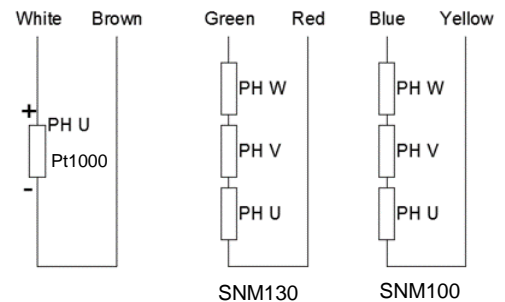 White Brown Green Red Blue Yellow
PH W PH W
+
PH U
PH V PH V
Pt1000
-
PH U PH U
SNM130 SNM100